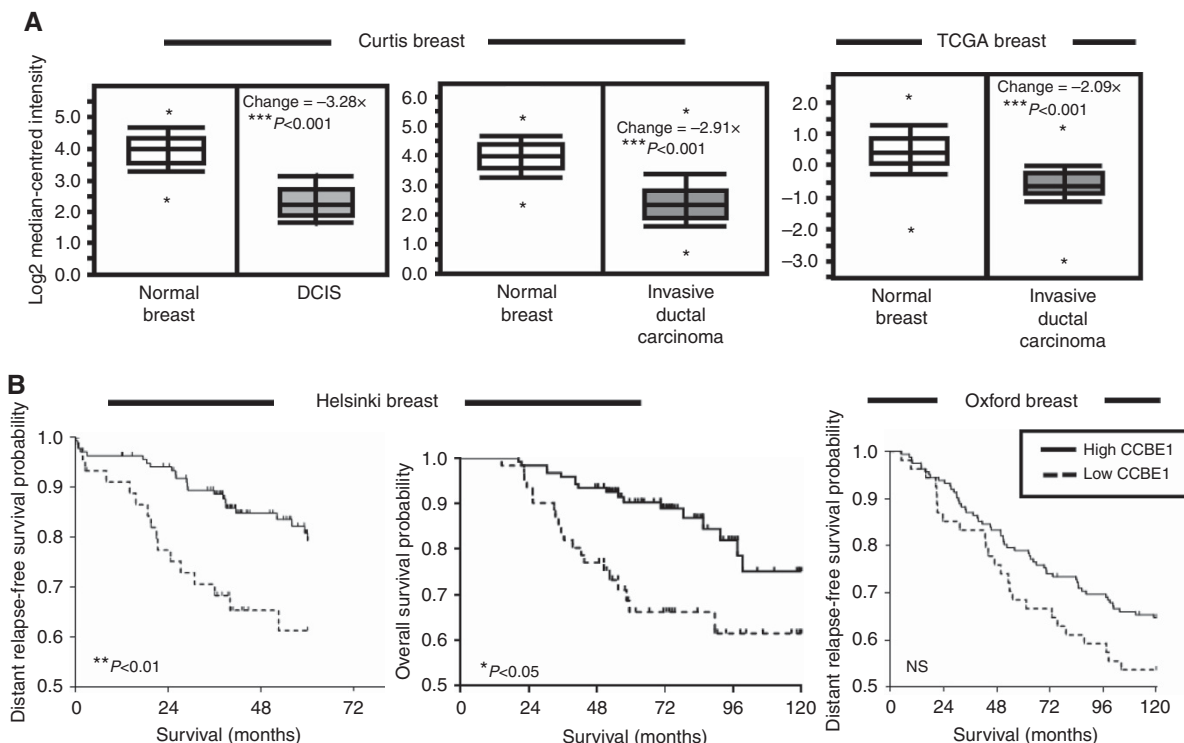 A
Curtis breast
TCGA breast
Log2 median-centred intensity
5.0
4.0
3.0
2.0
1.0
0.0
Change = –3.28×
***P<0.001
Normal
breast
DCIS
6.0
5.0
4.0
3.0
2.0
1.0
0.0
Change = –2.91×
***P<0.001
Normal
breast
Invasive
ductal
carcinoma
2.0
1.0
0.0
–1.0
–2.0
–3.0
Change = –2.09×
***P<0.001
Normal
breast
Invasive
ductal
carcinoma
B
Helsinki breast
Oxford breast
Distant relapse-free survival probability
1.0
0.9
0.8
0.7
0.6
0.5
**P<0.01
0 24 48 72
Survival (months)
Overall survival probability
1.0
0.9
0.8
0.7
0.6
0.5
*P<0.05
0 24 48 72 96 120
Survival (months)
Distant relapse-free survival probability
1.0
0.9
0.8
0.7
0.6
0.5
High CCBE1
Low CCBE1
NS
0 24 48 72 96 120
Survival (months)